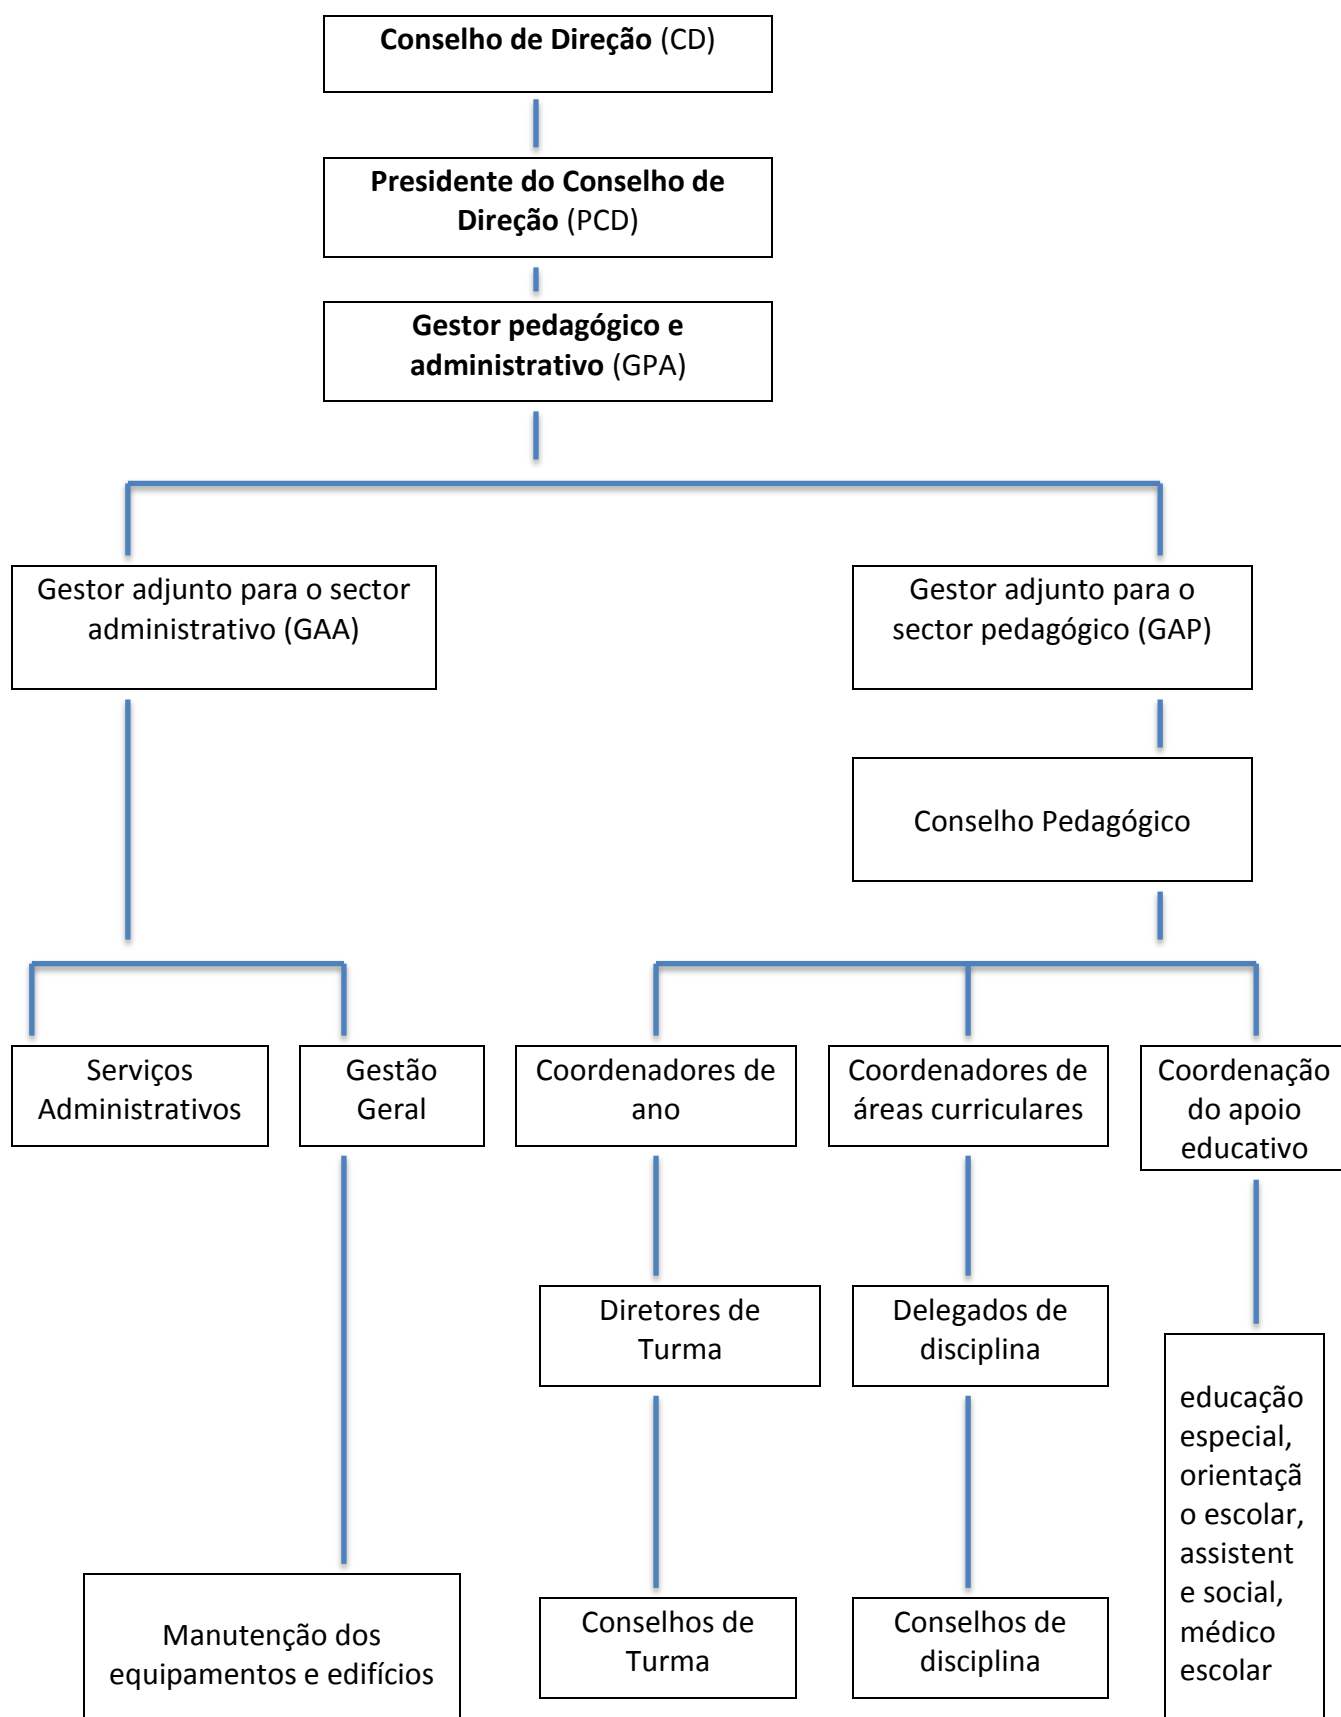 Conselho de Direção (CD)
Presidente do Conselho de
Direção (PCD)
Gestor pedagógico e
administrativo (GPA)
Gestor adjunto para o sector
administrativo (GAA)
Gestor adjunto para o
sector pedagógico (GAP)
Conselho Pedagógico
Serviços
Administrativos
Gestão
Geral
Coordenadores de
ano
Coordenadores de
áreas curriculares
Coordenação
do apoio
educativo
Diretores de
Turma
Delegados de
disciplina
educação
especial,
orientaçã
o escolar,
assistent
e social,
médico
escolar
Manutenção dos
equipamentos e edifícios
Conselhos de
Turma
Conselhos de
disciplina